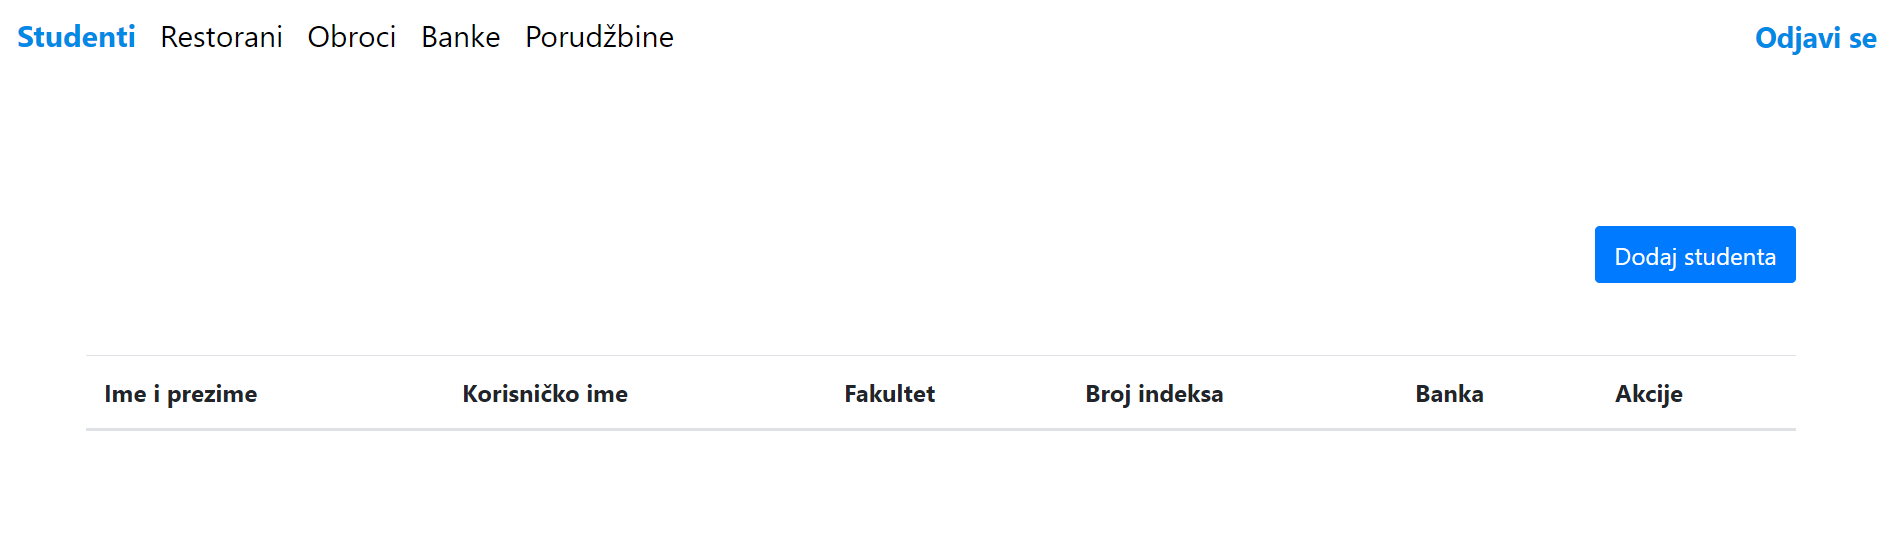 Studenti Restorani Obroci Banke Porudžbine Odjavi se
Dodaj studenta
Ime i prezime Korisničko ime Fakultet Broj indeksa Banka Akcije